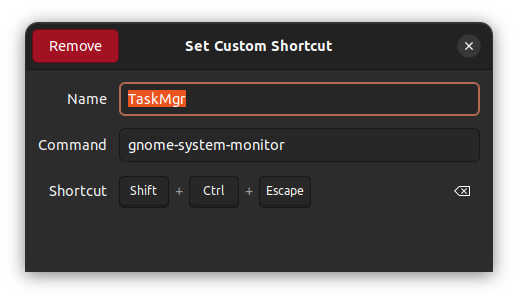 Remove Set Custom Shortcut
Name TaskMgr
Command gnome-system-monitor
Shortcut Shift + Ctrl + Escape